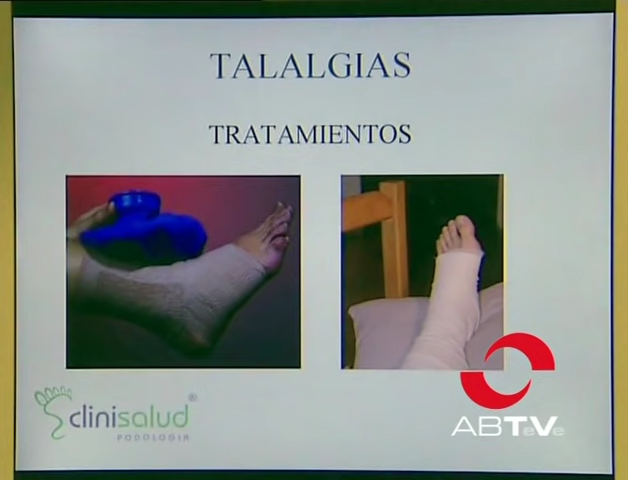 TALALGIAS
TRATAMIENTOS
clinisalud®
PODOLOGIA
ABTeVe